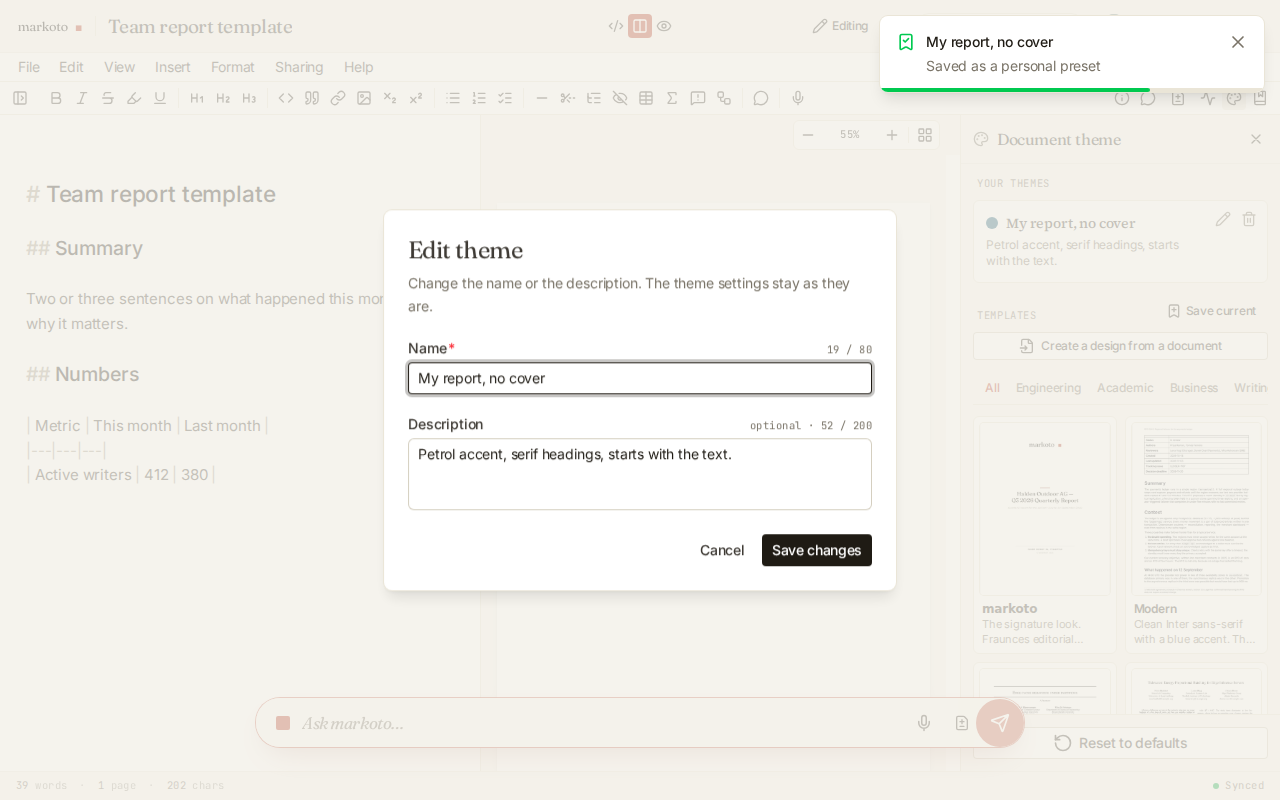 markoto
Team report template
Editing
My report, no cover
Saved as a personal preset
File Edit View Insert Format Sharing Help
H1 H2 H3
55%
Document theme
# Team report template
## Summary
Two or three sentences on what happened this mon
why it matters.
## Numbers
| Metric | This month | Last month |
|---|---|---|
| Active writers | 412 | 380 |
Edit theme
Change the name or the description. The theme settings stay as they
are.
Name*
19 / 80
My report, no cover
Description
optional · 52 / 200
Petrol accent, serif headings, starts with the text.
Cancel
Save changes
YOUR THEMES
My report, no cover
Petrol accent, serif headings, starts
with the text.
TEMPLATES
Save current
Create a design from a document
All Engineering Academic Business Writin
markoto
The signature look.
Fraunces editorial...
Modern
Clean Inter sans-serif
with a blue accent. Th...
Ask markoto...
Reset to defaults
39 words · 1 page · 202 chars
Synced